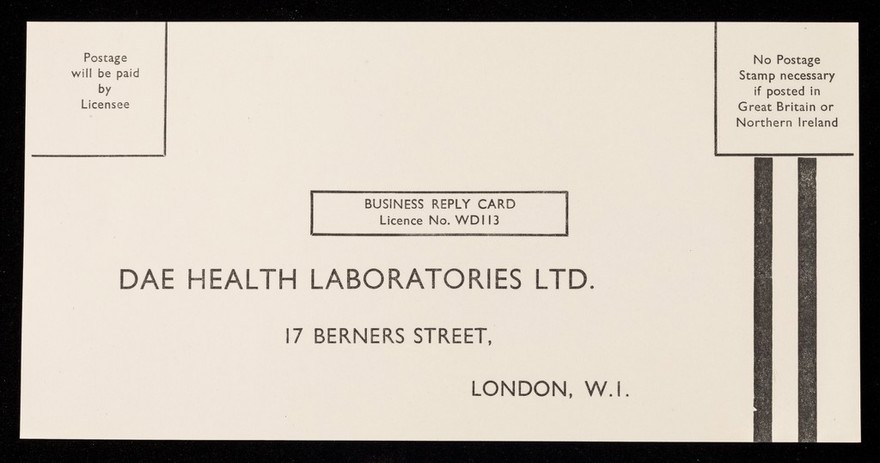 Postage
will be paid
by
Licensee
No Postage
Stamp necessary
if posted in
Great Britain or
Northern Ireland
BUSINESS REPLY CARD
Licence No. WD113
DAE HEALTH LABORATORIES LTD.
17 BERNERS STREET,
LONDON, W.1.